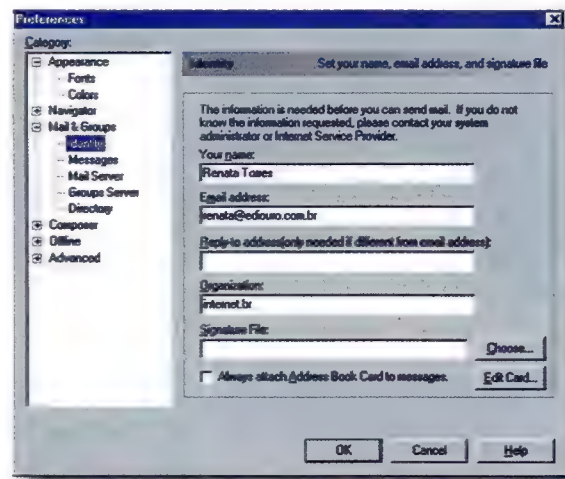 Preferences
Category:
Appearance
Fonts
Colors
Navigator
Mail & Groups
Identity
Messages
Mail Server
Groups Server
Directory
Composer
Offline
Advanced
Identity Set your name, email address, and signature file
The information is needed before you can send mail. If you do
not know the information requested, please contact your system
administrator or Internet Service Provider.
Your name:
Renata Torres
Email address:
renata@ediouro.com.br
Reply-to address(only needed if different from email address):
Organization:
internet.br
Signature File:
Choose...
Always attach Address Book Card to messages.
Edit Card...
OK Cancel Help